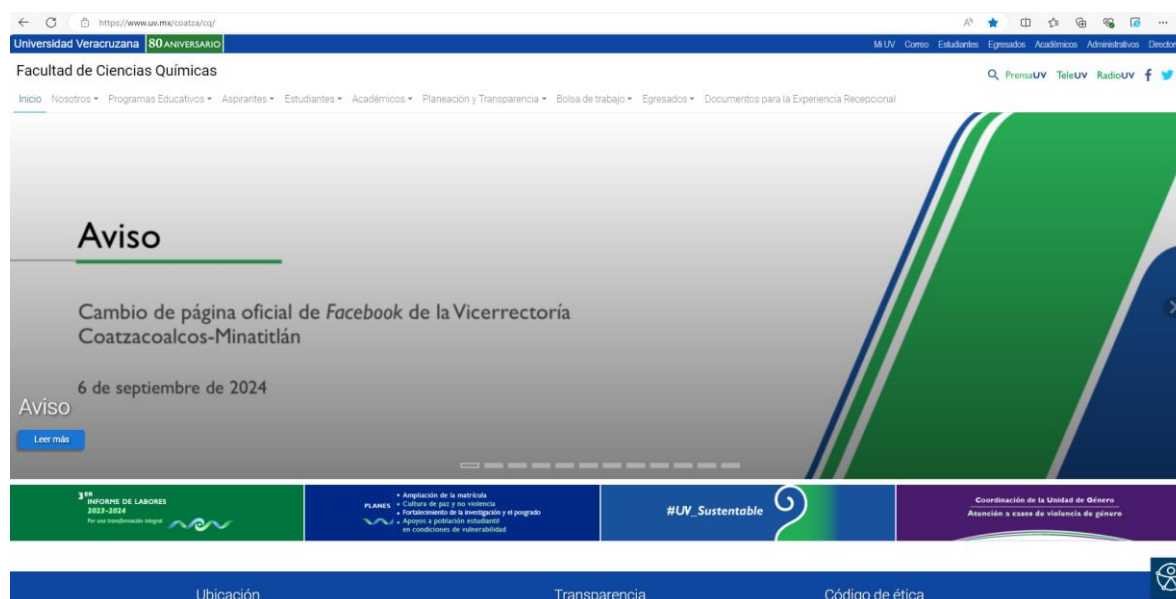 https://www.uv.mx/coatza/cq/
Universidad Veracruzana 80 ANIVERSARIO
Mi UV Correo Estudiantes Egresados Académicos Administrativos
Facultad de Ciencias Químicas
PrensaUV TeleUV RadioUV
Inicio Nosotros Programas Educativos Aspirantes Estudiantes Académicos Planeación y Transparencia Bolsa de trabajo Egresados Documentos para la Experiencia Recepcional
Aviso
Cambio de página oficial de Facebook de la Vicerrectoría
Coatzacoalcos-Minatitlán
6 de septiembre de 2024
Aviso
Leer más
3ER
INFORME DE LABORES
2023-2024
Por una transformación integral
PLANES
• Ampliación de la matrícula
• Cultura de paz y no violencia
• Fortalecimiento de la investigación y el posgrado
• Apoyos a población estudiantil
en condiciones de vulnerabilidad
#UV_Sustentable
Coordinación de la Unidad de Género
Atención a casos de violencia de género
Ubicación Transparencia Código de ética